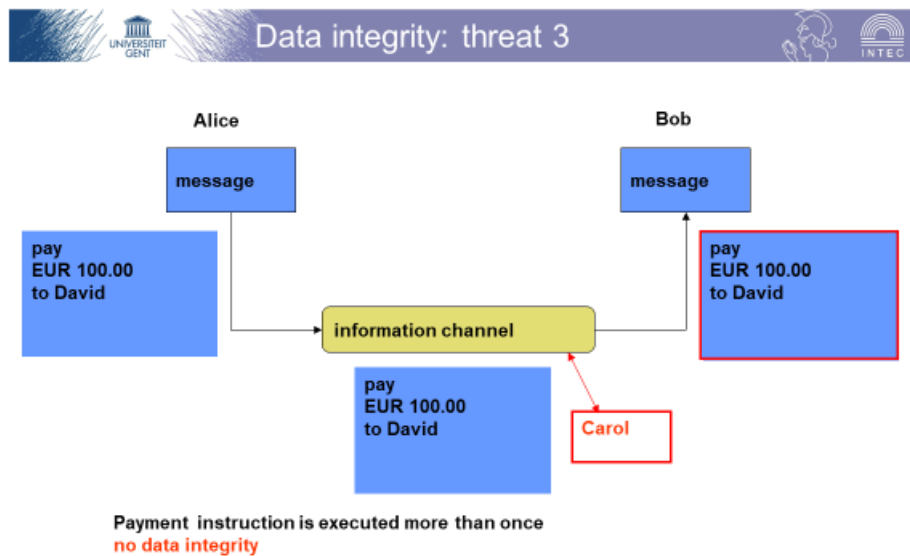 UNIVERSITEIT
GENT
Data integrity: threat 3
INTEC
Alice
Bob
message
message
pay
EUR 100.00
to David
pay
EUR 100.00
to David
information channel
pay
EUR 100.00
to David
Carol
Payment instruction is executed more than once
no data integrity